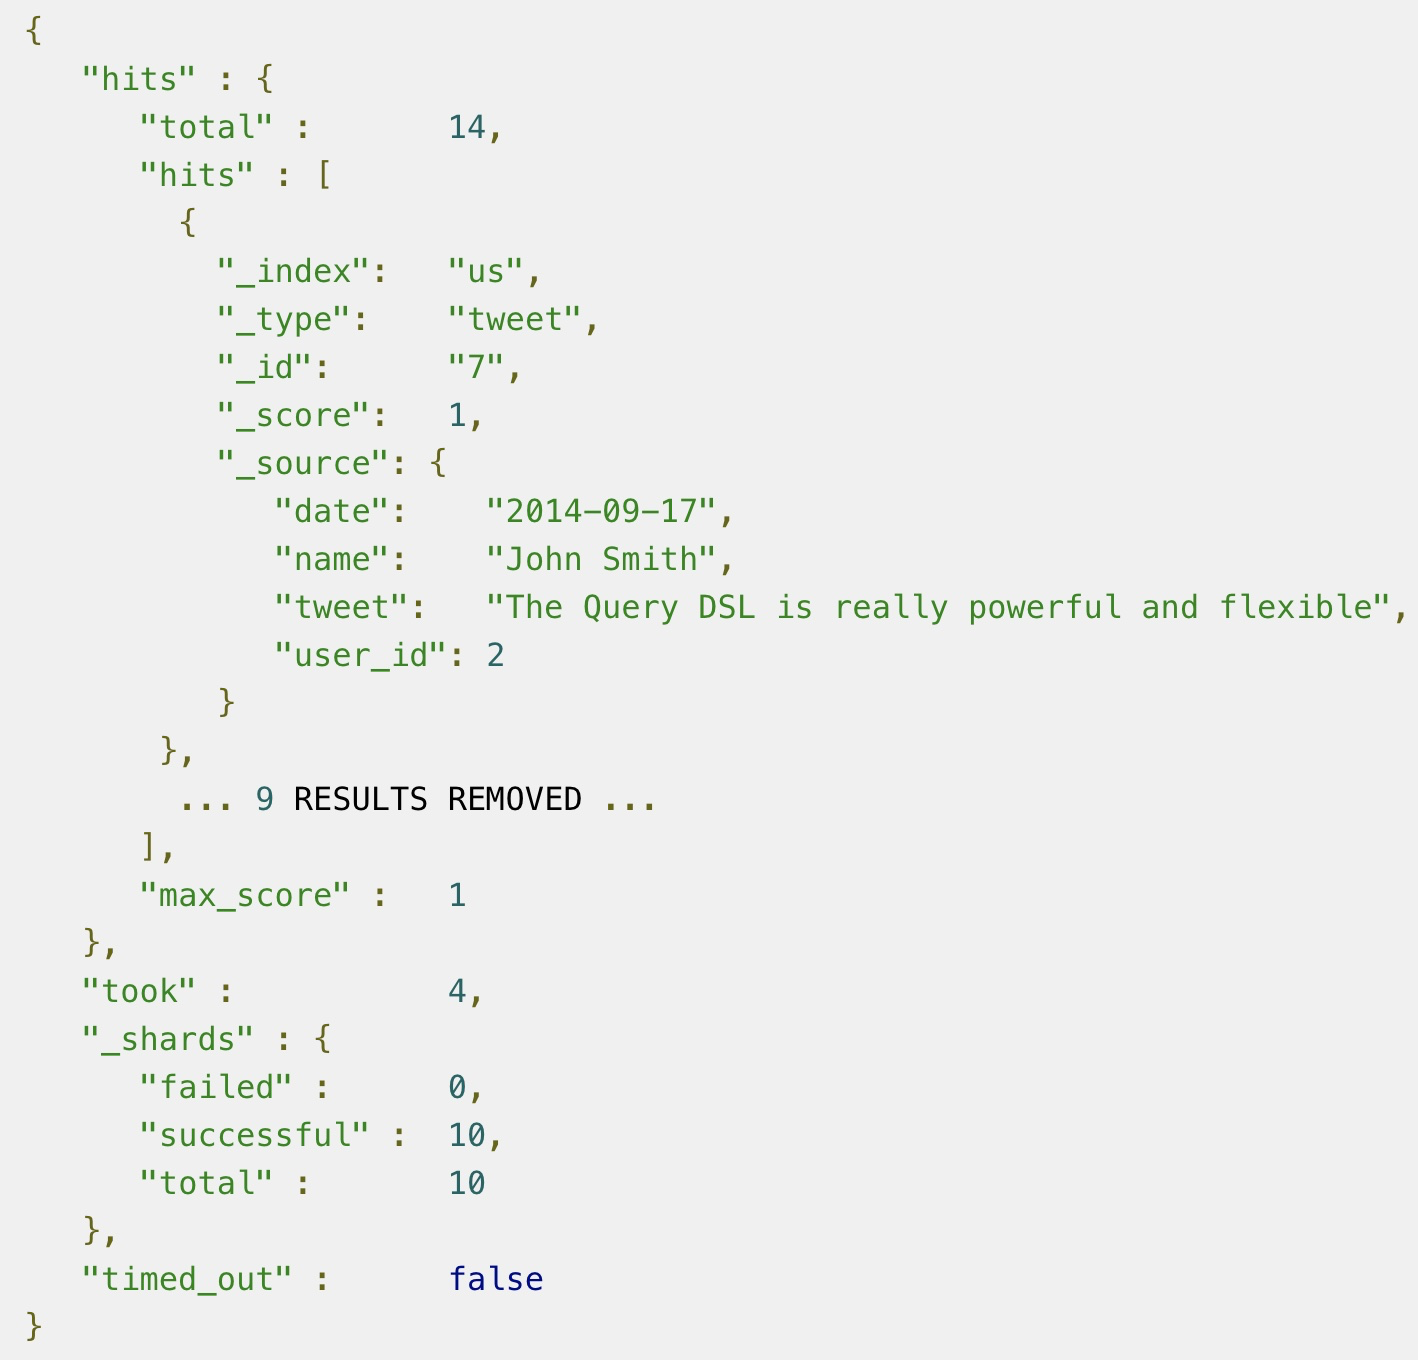 {
   "hits" : {
      "total" :       14,
      "hits" : [
        {
          "_index":   "us",
          "_type":    "tweet",
          "_id":      "7",
          "_score":   1,
          "_source": {
             "date":    "2014-09-17",
             "name":    "John Smith",
             "tweet":   "The Query DSL is really powerful and flexible",
             "user_id": 2
          }
       },
        ... 9 RESULTS REMOVED ...
      ],
      "max_score" :   1
   },
   "took" :           4,
   "_shards" : {
      "failed" :      0,
      "successful" :  10,
      "total" :       10
   },
   "timed_out" :      false
}